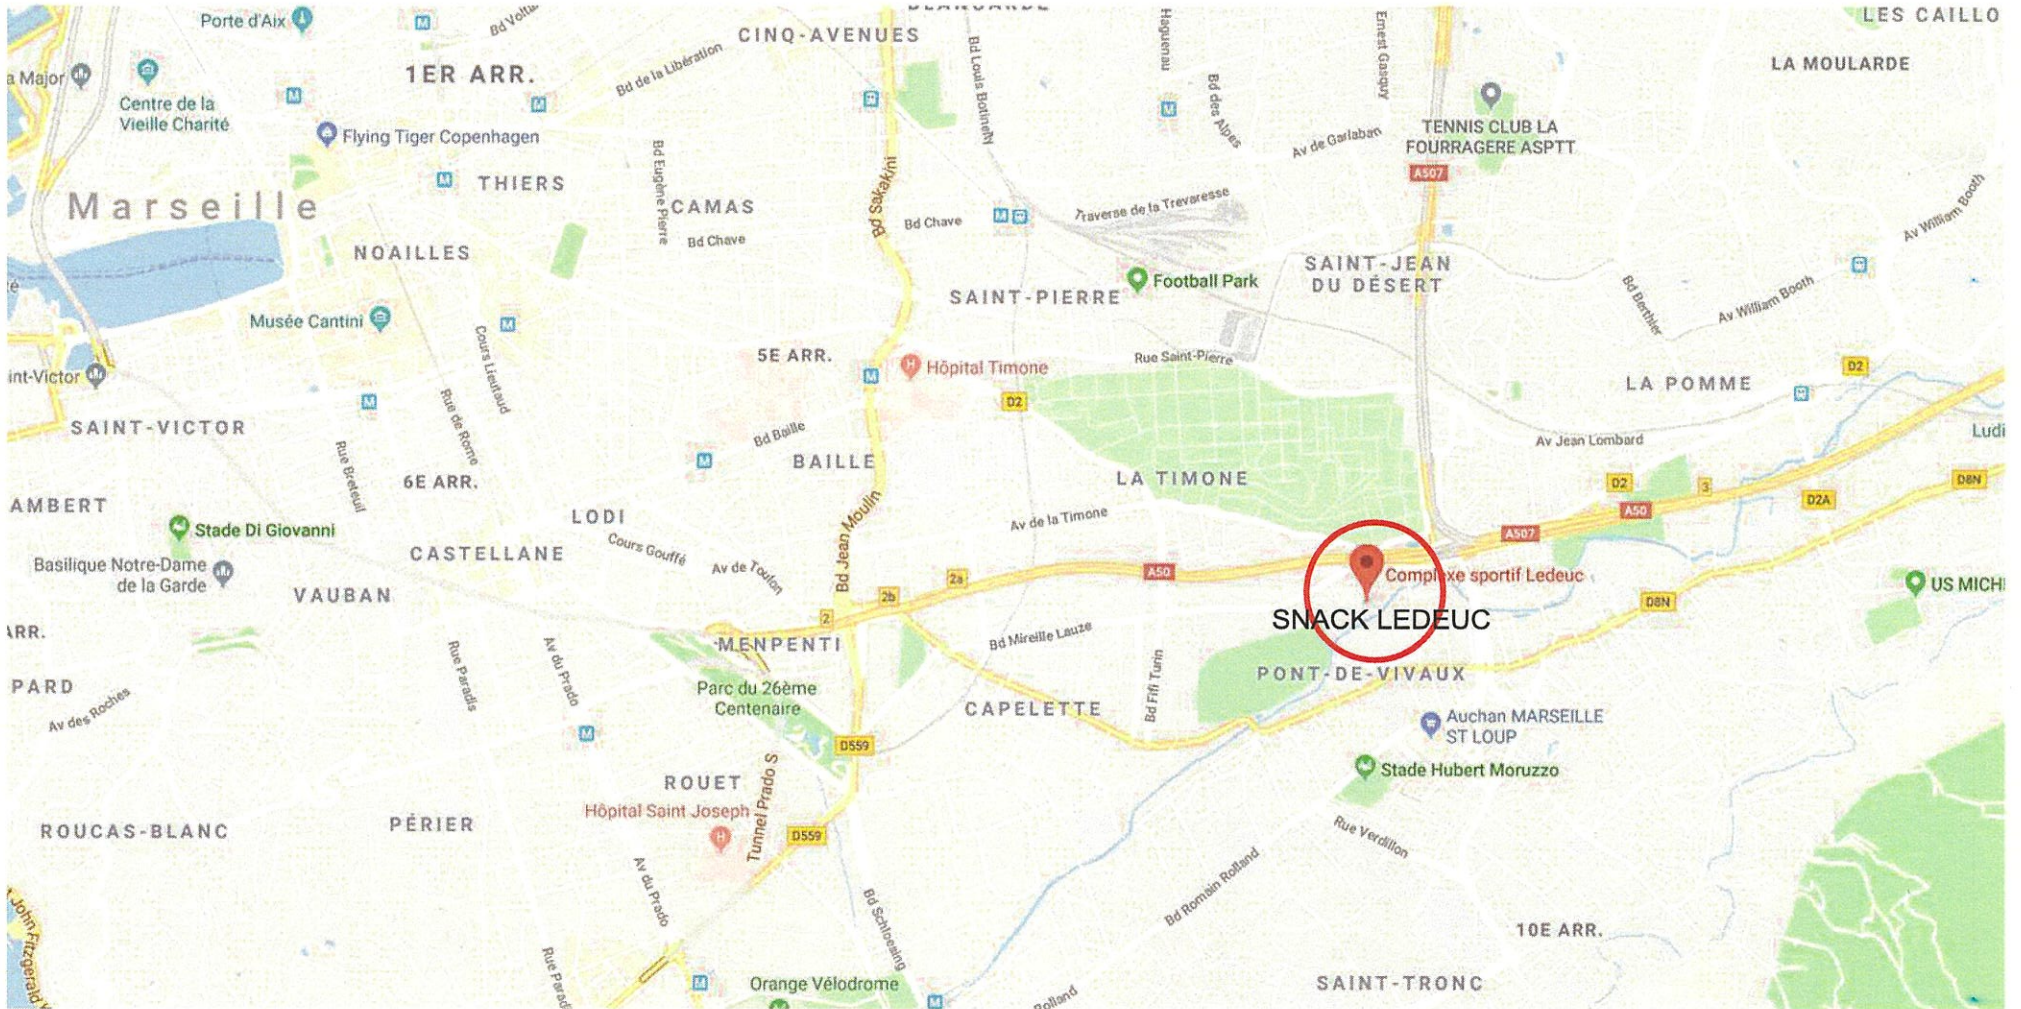 Porte d'Aix
Bd Voltai
BLANCARDE
CINQ-AVENUES
Haguenau
Ernest Gasquy
LES CAILLO
a Major
1ER ARR.
Bd de la Libération
Bd Louis Botinelly
Bd des Alpes
LA MOULARDE
Centre de la
Vieille Charité
Flying Tiger Copenhagen
TENNIS CLUB LA
FOURRAGERE ASPTT
Av de Garlaban
A507
THIERS
Bd Eugène Pierre
CAMAS
Bd Sakakini
Marseille
Bd Chave
Bd Chave
Traverse de la Trevaresse
Av William Booth
NOAILLES
SAINT-JEAN
DU DÉSERT
Football Park
SAINT-PIERRE
Bd Berthier
Av William Booth
Musée Cantini
Cours Lieutaud
5E ARR.
Hôpital Timone
Rue Saint-Pierre
D2
int-Victor
LA POMME
D2
Rue de Rome
SAINT-VICTOR
Bd Baille
BAILLE
Av Jean Lombard
Ludi
Rue Breteuil
6E ARR.
LA TIMONE
D2
3
D8N
D2A
AMBERT
LODI
Bd Jean Moulin
Av de la Timone
A50
Stade Di Giovanni
CASTELLANE
Cours Gouffé
A507
Basilique Notre-Dame
de la Garde
Av de Toulon
2a
A50
Complexe sportif Ledeuc
US MICH
VAUBAN
2b
2
D8N
SNACK LEDEUC
ARR.
MENPENTI
Bd Mireille Lauze
Rue Paradis
Av du Prado
Bd Fifi Turin
PONT-DE-VIVAUX
PARD
Av des Roches
Parc du 26ème
Centenaire
CAPELETTE
Auchan MARSEILLE
ST LOUP
D559
Stade Hubert Moruzzo
ROUET
Tunnel Prado S
Hôpital Saint Joseph
ROUCAS-BLANC
PÉRIER
D559
Rue Verdillon
Av du Prado
Bd Romain Rolland
John Fitzgerald K
Bd Schloesing
10E ARR.
Rue Paradi
Orange Vélodrome
Rolland
SAINT-TRONC